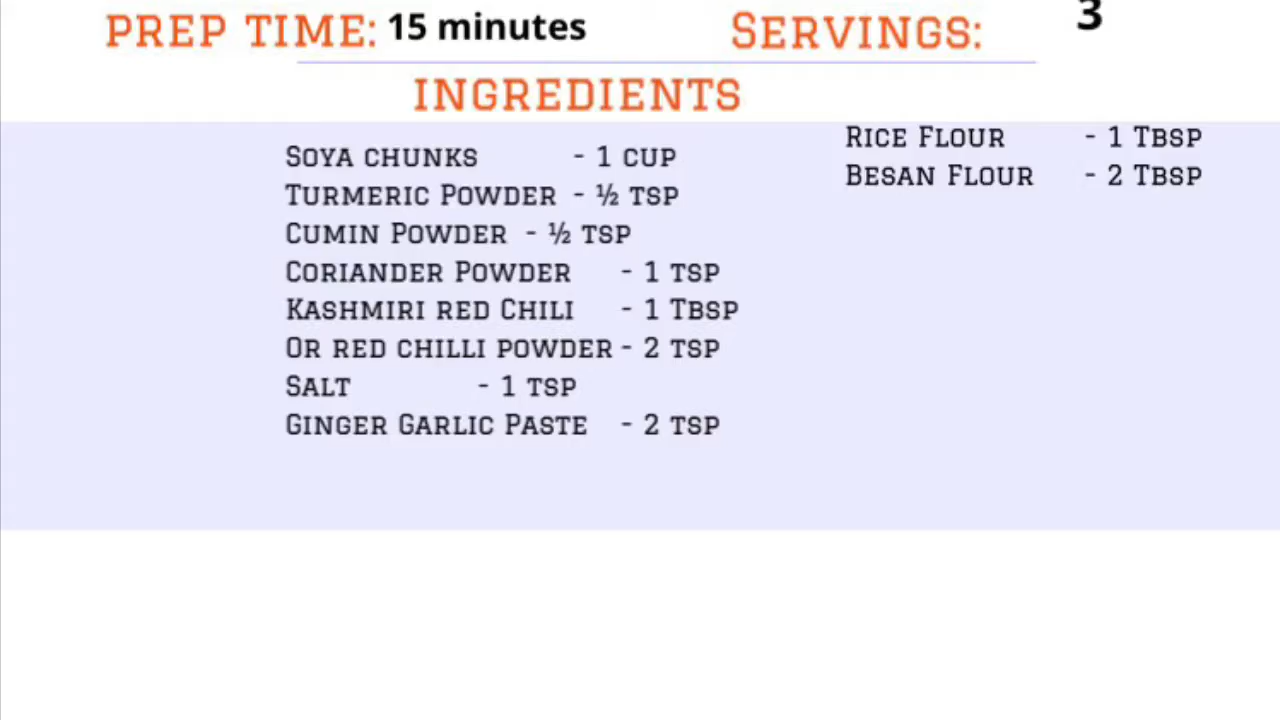 PREP TIME: 15 minutes SERVINGS: 3
INGREDIENTS
SOYA CHUNKS - 1 CUP
TURMERIC POWDER - ½ TSP
CUMIN POWDER - ½ TSP
CORIANDER POWDER - 1 TSP
KASHMIRI RED CHILI - 1 TBSP
OR RED CHILLI POWDER - 2 TSP
SALT - 1 TSP
GINGER GARLIC PASTE - 2 TSP
RICE FLOUR - 1 TBSP
BESAN FLOUR - 2 TBSP